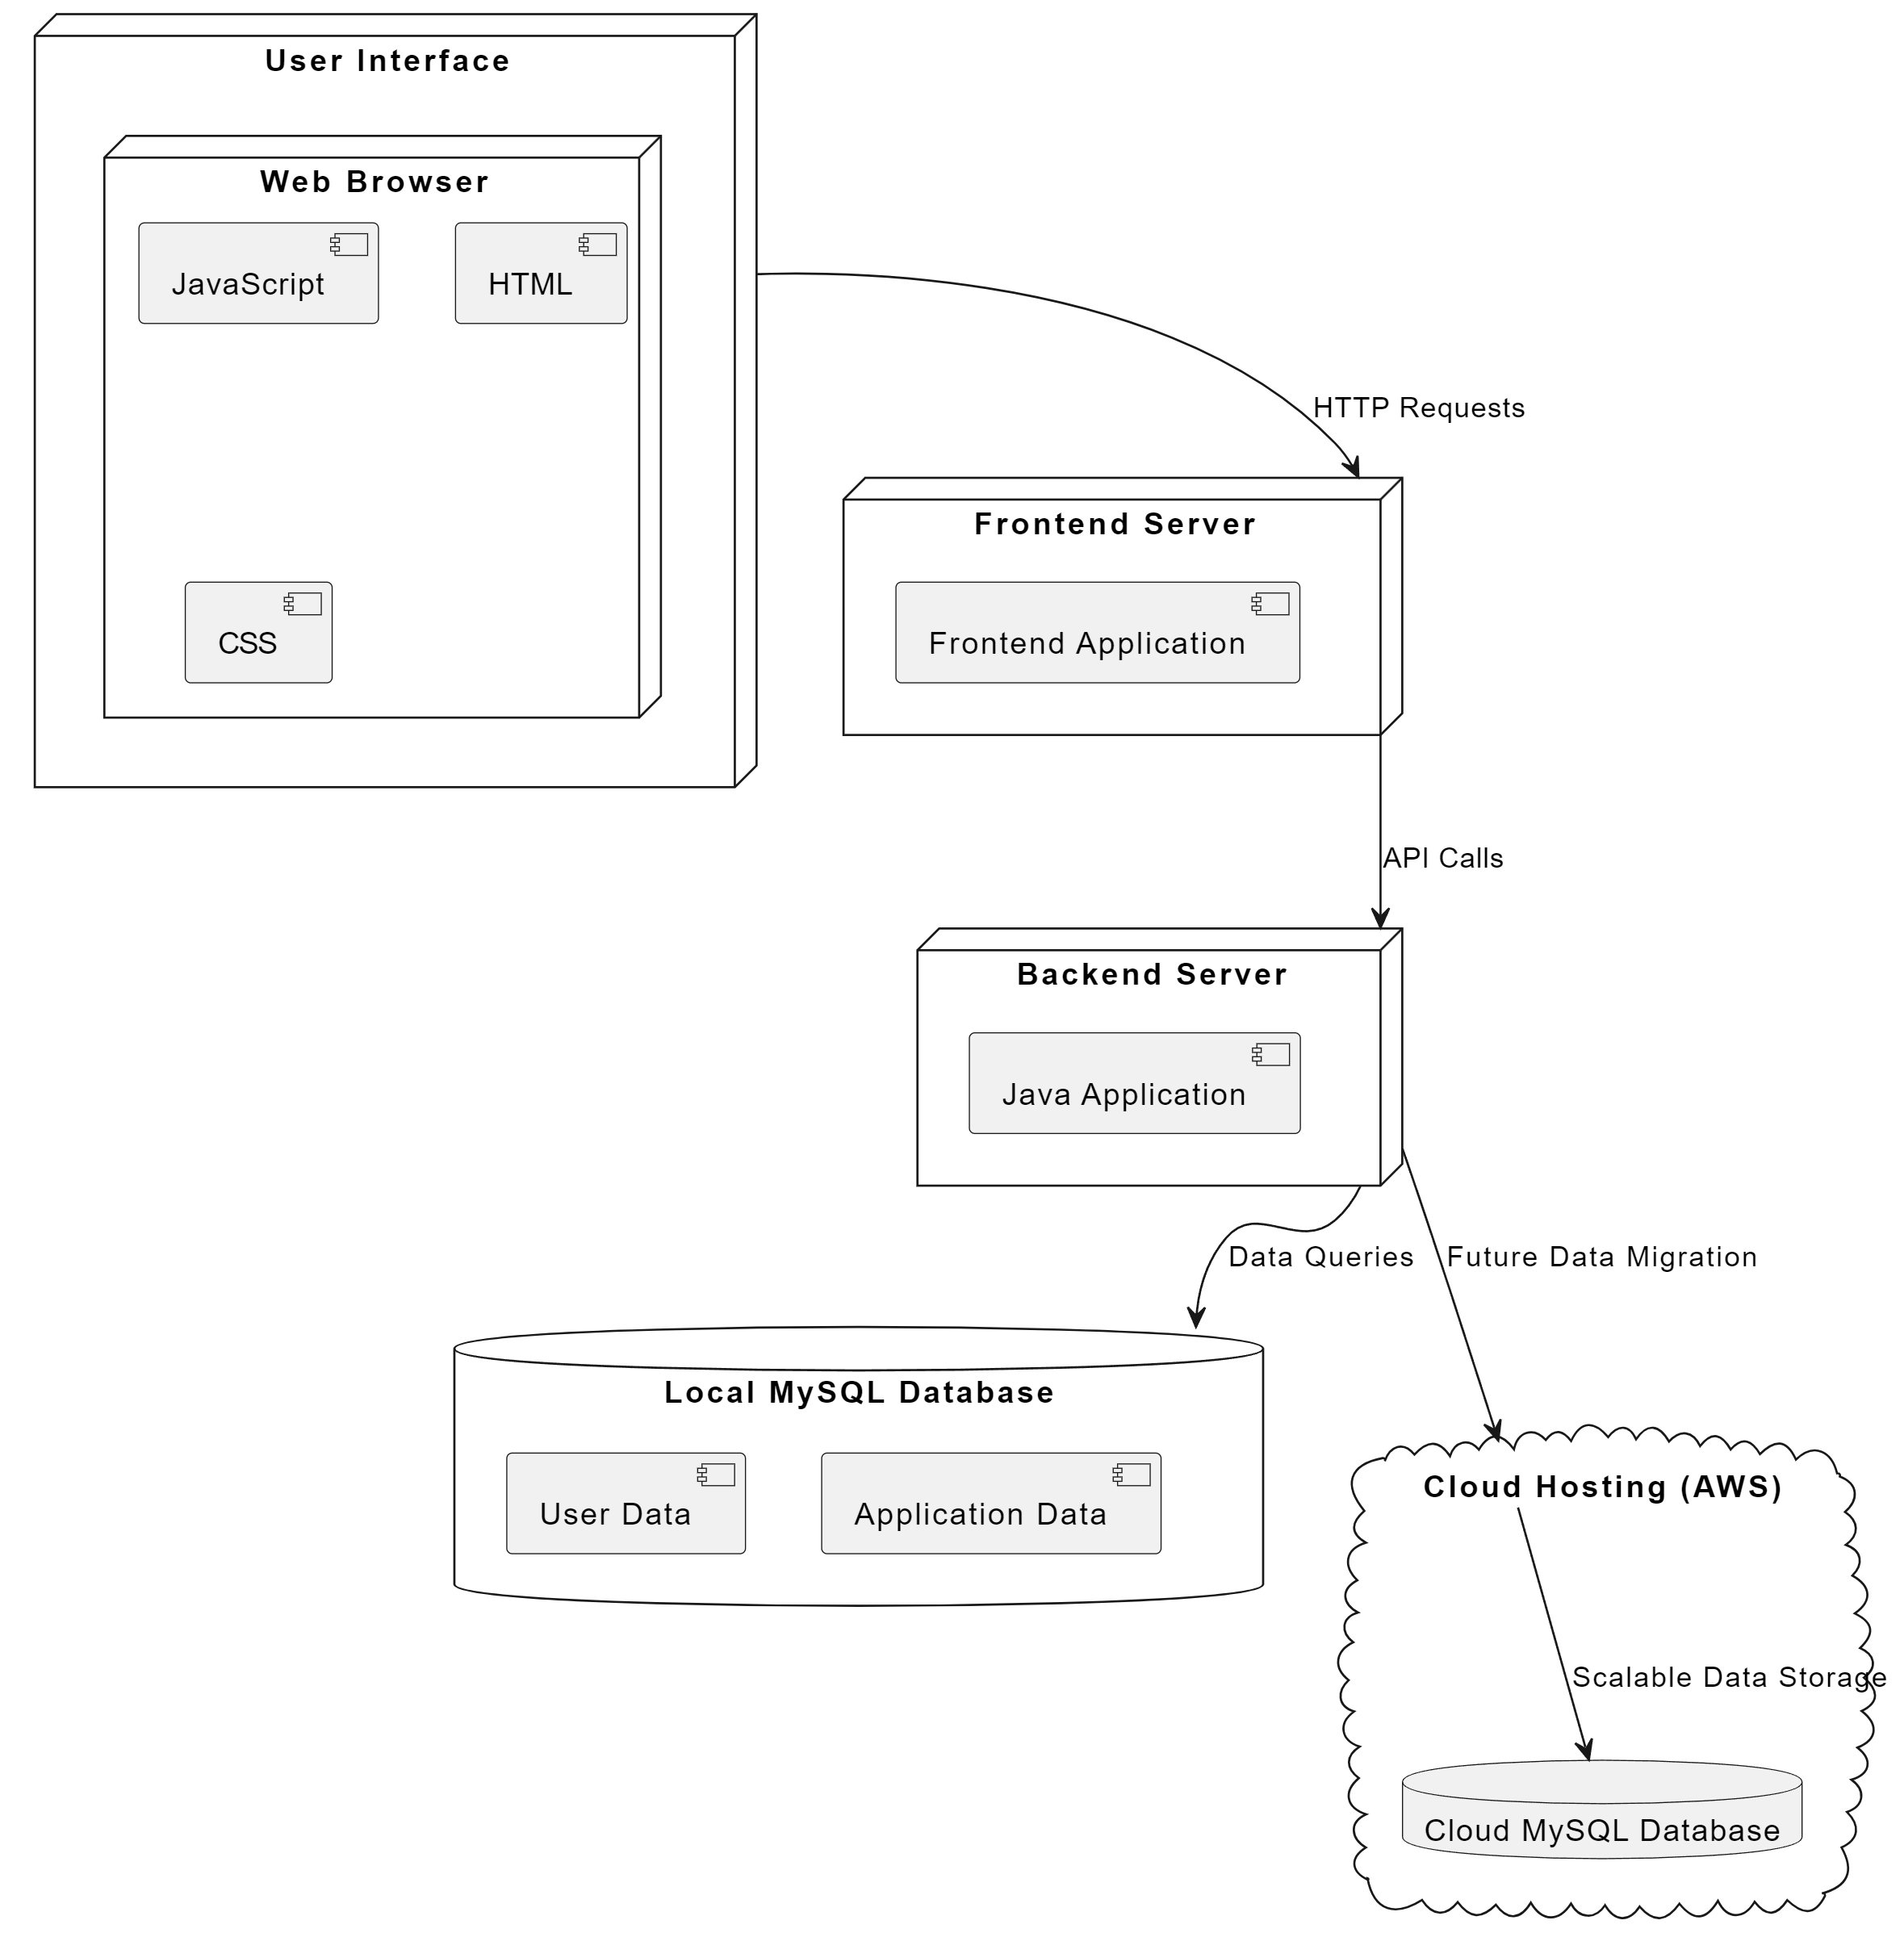 User Interface
Web Browser
JavaScript
HTML
HTTP Requests
Frontend Server
CSS
Frontend Application
API Calls
Backend Server
Java Application
Data Queries
Future Data Migration
Local MySQL Database
Cloud Hosting (AWS)
User Data
Application Data
Scalable Data Storage
Cloud MySQL Database